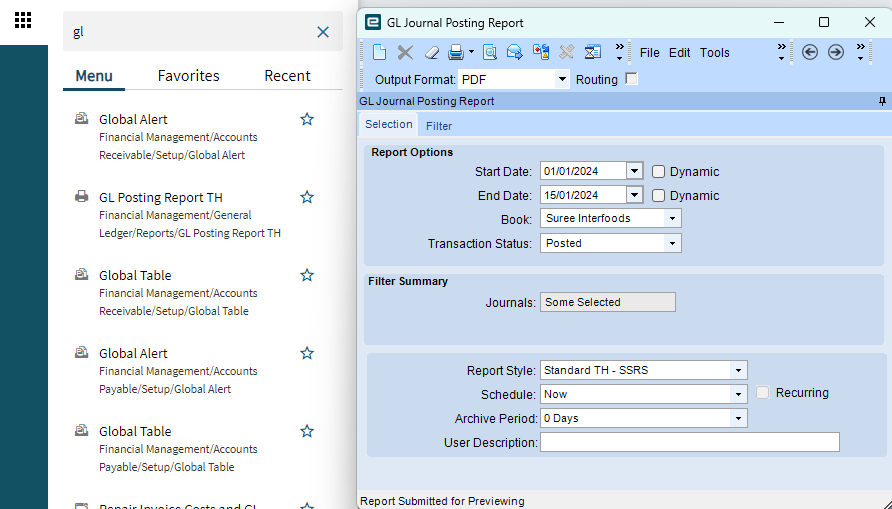 gl
Menu
Favorites
Recent
Global Alert
Financial Management/Accounts
Receivable/Setup/Global Alert
GL Posting Report TH
Financial Management/General
Ledger/Reports/GL Posting Report TH
Global Table
Financial Management/Accounts
Receivable/Setup/Global Table
Global Alert
Financial Management/Accounts
Payable/Setup/Global Alert
Global Table
Financial Management/Accounts
Payable/Setup/Global Table
Repair Invoice Costs and GL
GL Journal Posting Report
File Edit Tools
Output Format: PDF Routing
GL Journal Posting Report
Selection Filter
Report Options
Start Date: 01/01/2024 Dynamic
End Date: 15/01/2024 Dynamic
Book: Suree Interfoods
Transaction Status: Posted
Filter Summary
Journals: Some Selected
Report Style: Standard TH - SSRS
Schedule: Now Recurring
Archive Period: 0 Days
User Description:
Report Submitted for Previewing